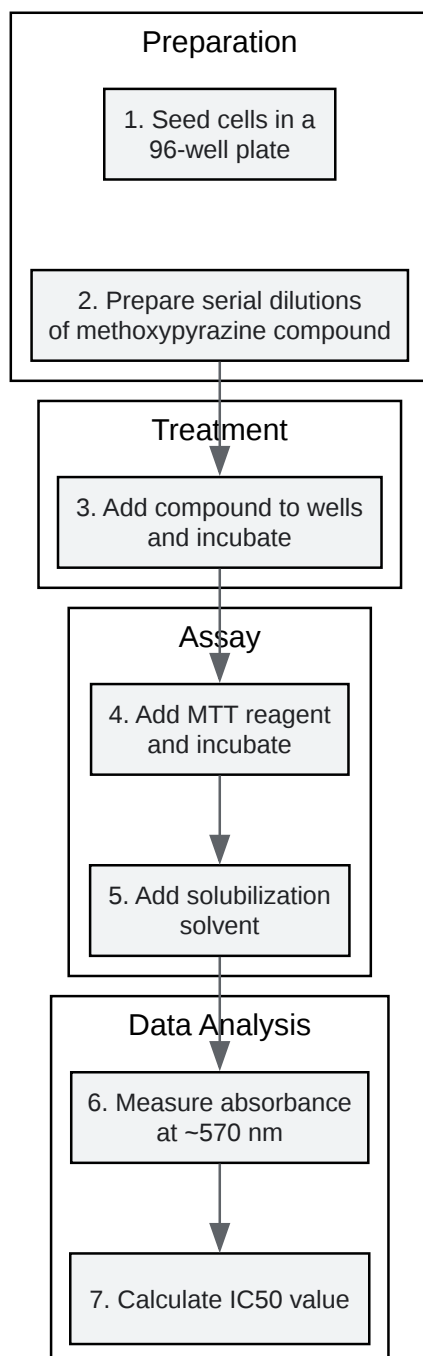 Preparation
1. Seed cells in a
96-well plate
2. Prepare serial dilutions
of methoxypyrazine compound
Treatment
3. Add compound to wells
and incubate
Assay
4. Add MTT reagent
and incubate
5. Add solubilization
solvent
Data Analysis
6. Measure absorbance
at ~570 nm
7. Calculate IC50 value